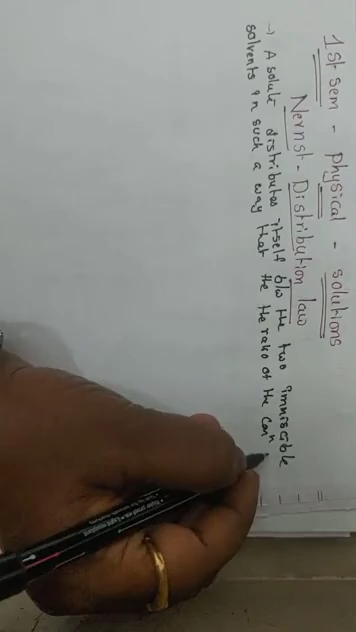 1st sem - physical - solutions
Nernst - Distribution law
→ A solute distributes itself b/w the two immiscible
solvents in such a way that the the ratio of the Conⁿ